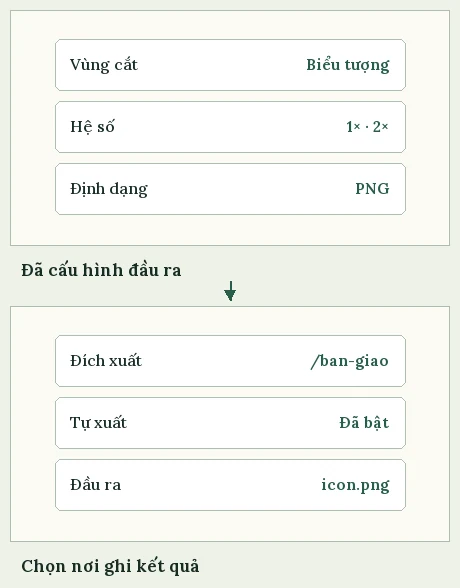 Vùng cắt Biểu tượng
Hệ số 1× · 2×
Định dạng PNG
Đã cấu hình đầu ra
Đích xuất /ban-giao
Tự xuất Đã bật
Đầu ra icon.png
Chọn nơi ghi kết quả